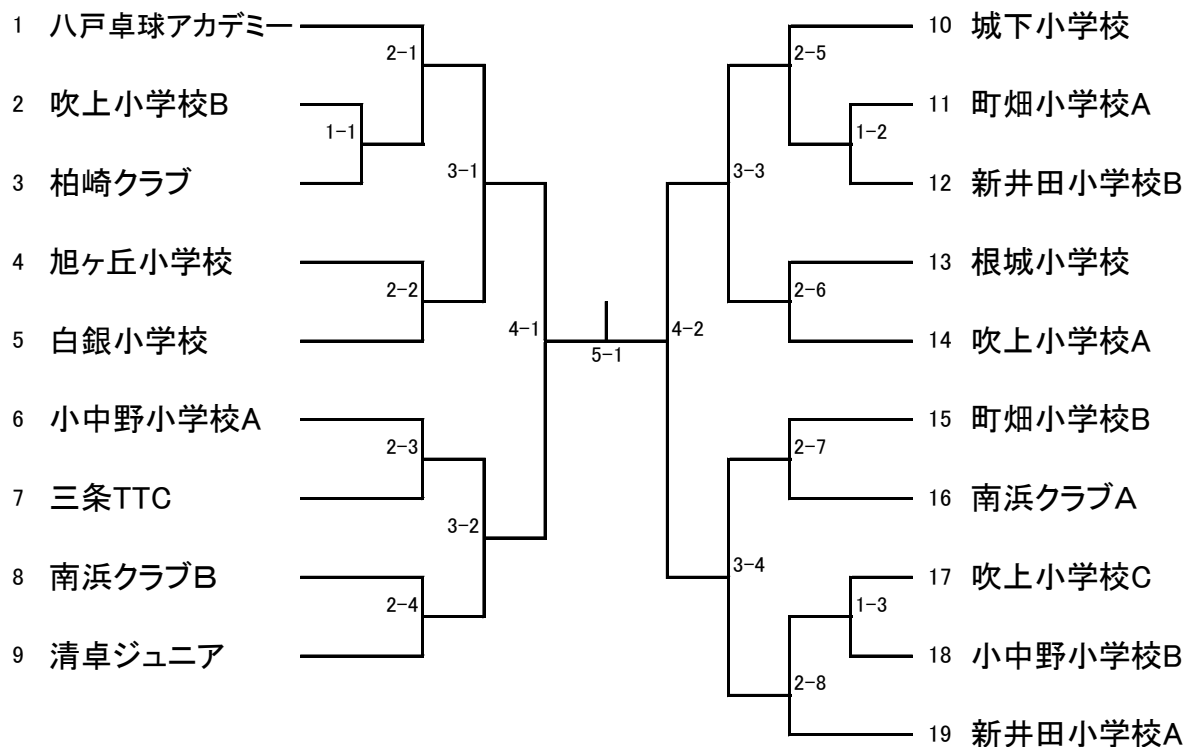 1 八戸卓球アカデミー
2-1
2 吹上小学校B
1-1
3 柏崎クラブ
3-1
4 旭ヶ丘小学校
2-2
5 白銀小学校
4-1
6 小中野小学校A
2-3
7 三条TTC
3-2
8 南浜クラブB
2-4
9 清卓ジュニア
5-1
10 城下小学校
2-5
11 町畑小学校A
1-2
12 新井田小学校B
3-3
13 根城小学校
2-6
14 吹上小学校A
4-2
15 町畑小学校B
2-7
16 南浜クラブA
3-4
17 吹上小学校C
1-3
18 小中野小学校B
2-8
19 新井田小学校A